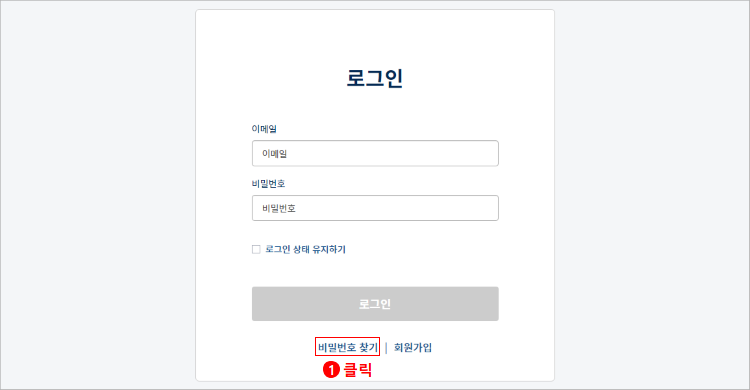 로그인
이메일
이메일
비밀번호
비밀번호
로그인 상태 유지하기
로그인
비밀번호 찾기 | 회원가입
1 클릭